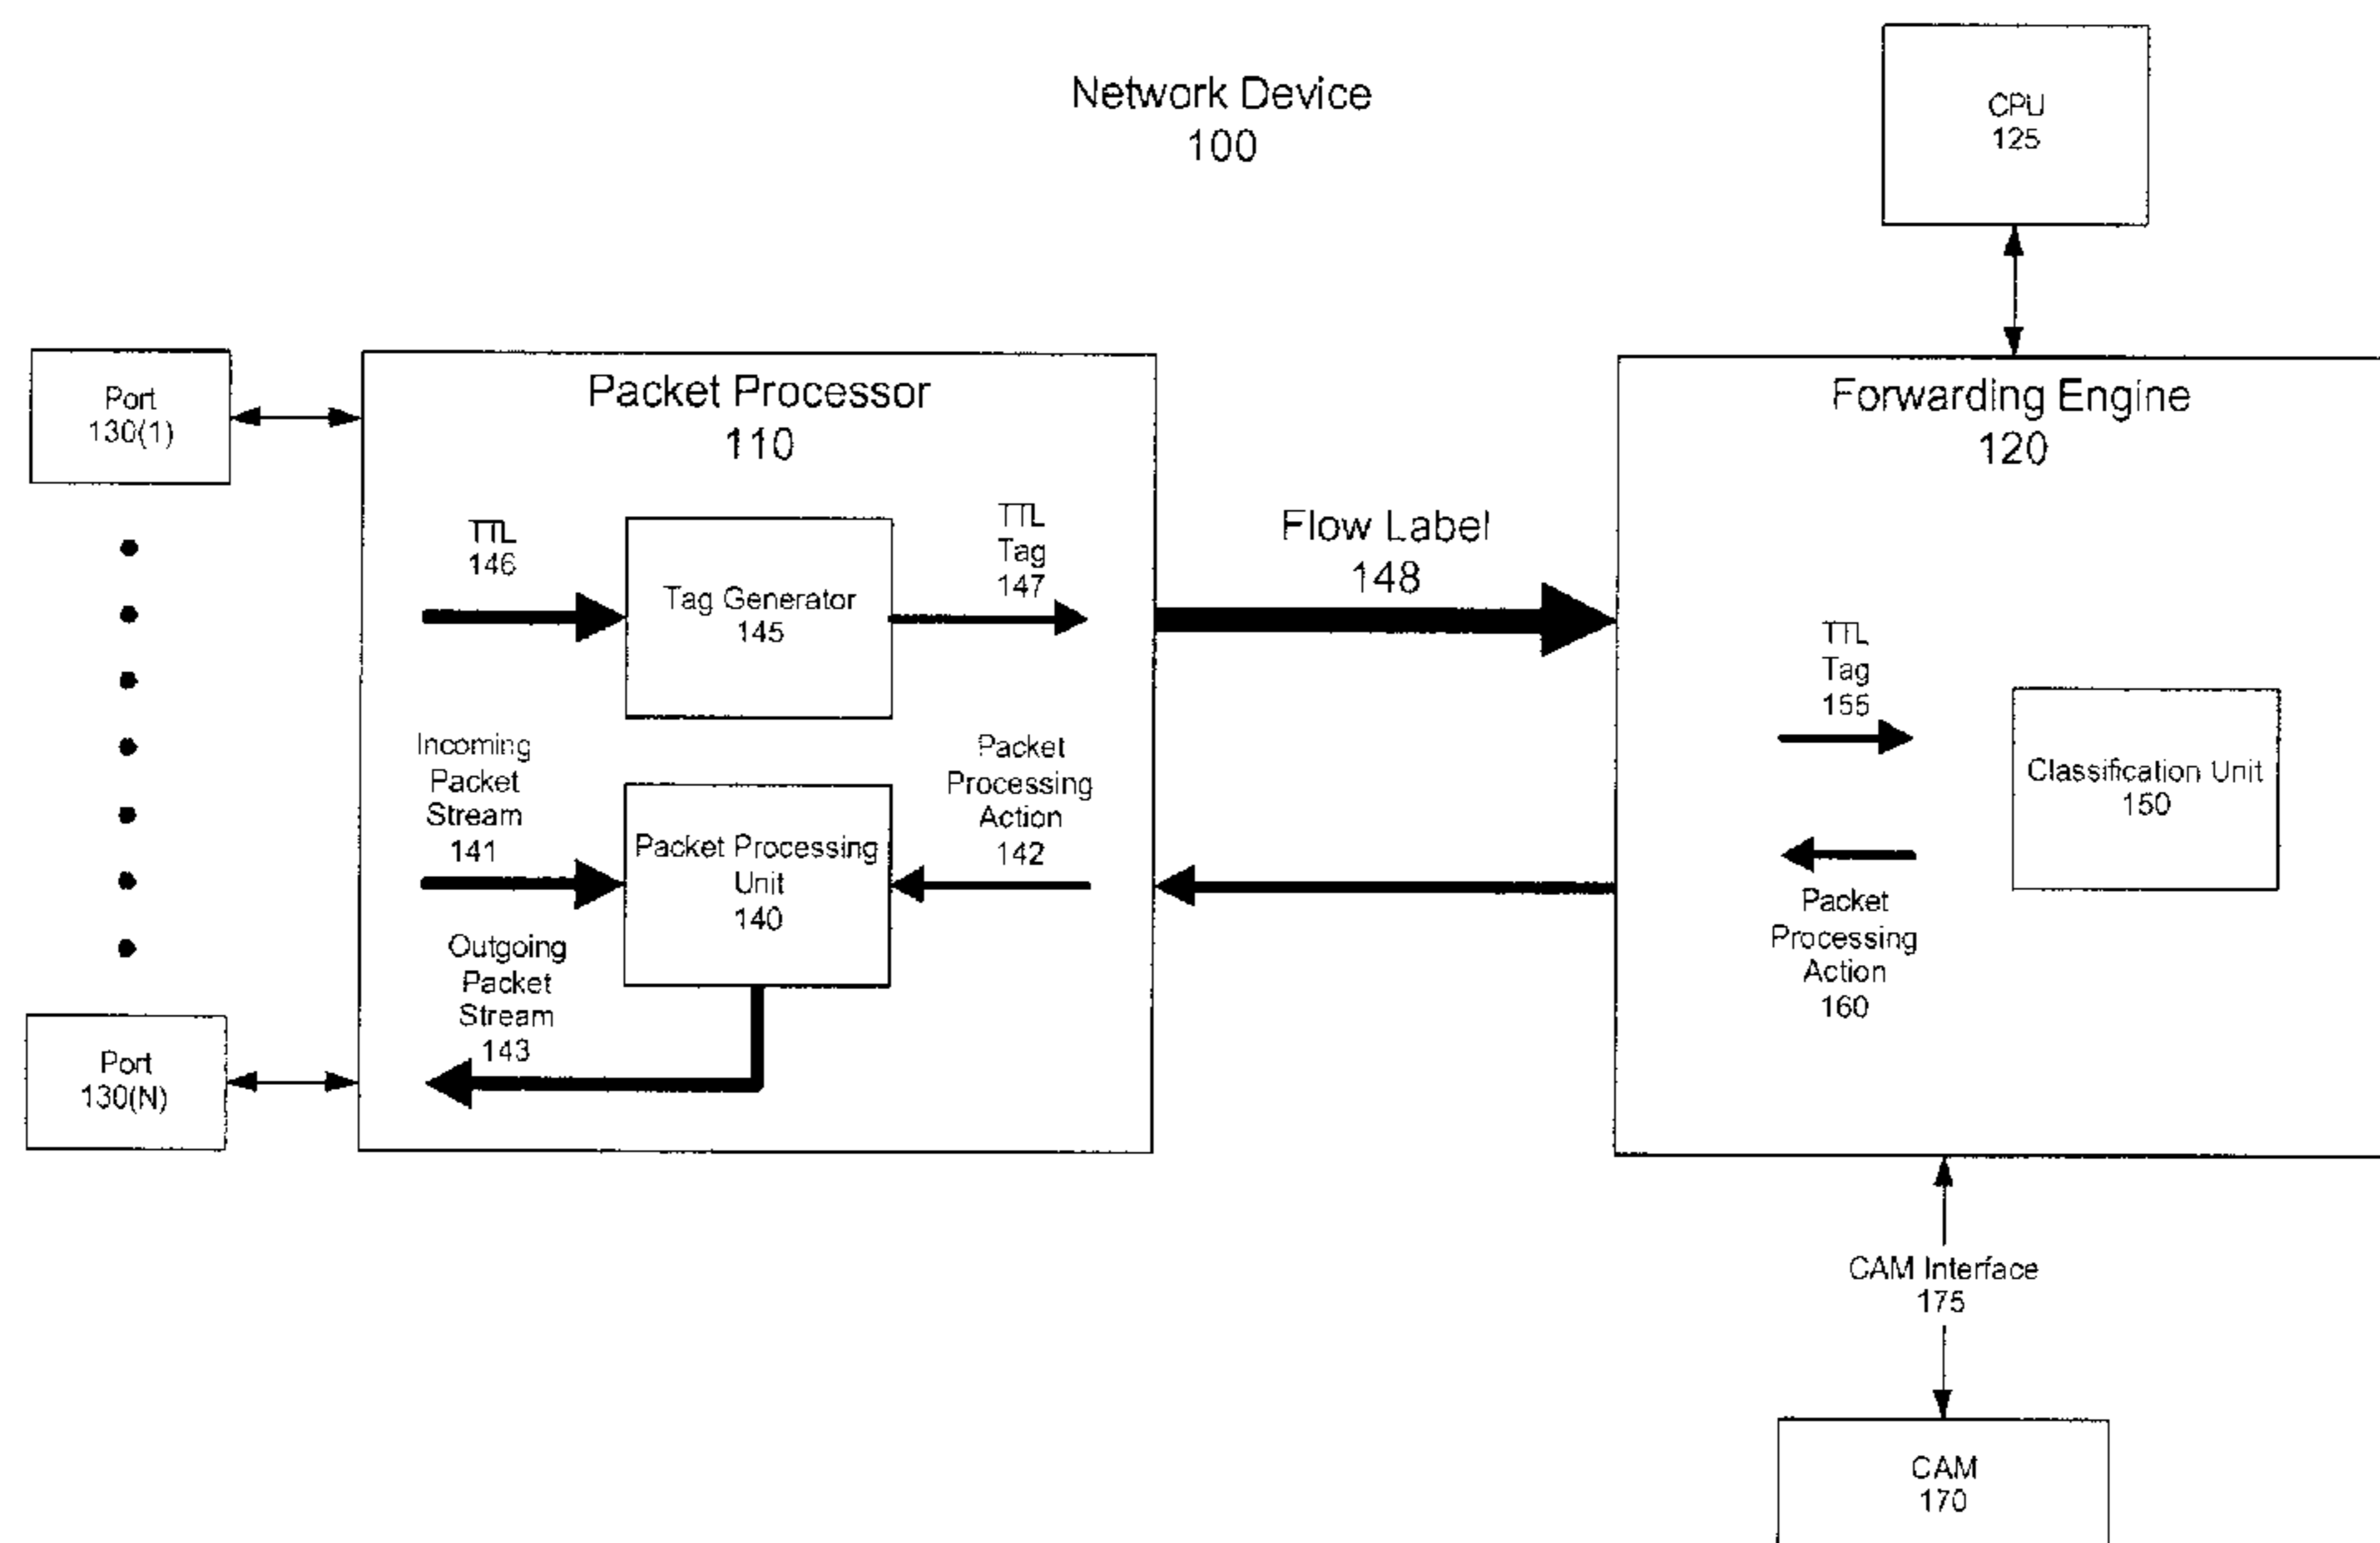 Network Device
100
CPU
125
Port
130(1)
Packet Processor
110
Forwarding Engine
120
TTL
146
Tag Generator
145
TTL
Tag
147
Flow Label
148
TTL
Tag
155
Classification Unit
150
Incoming
Packet
Stream
141
Packet Processing
Unit
140
Packet
Processing
Action
142
Packet
Processing
Action
160
Outgoing
Packet
Stream
143
Port
130(N)
CAM Interface
175
CAM
170